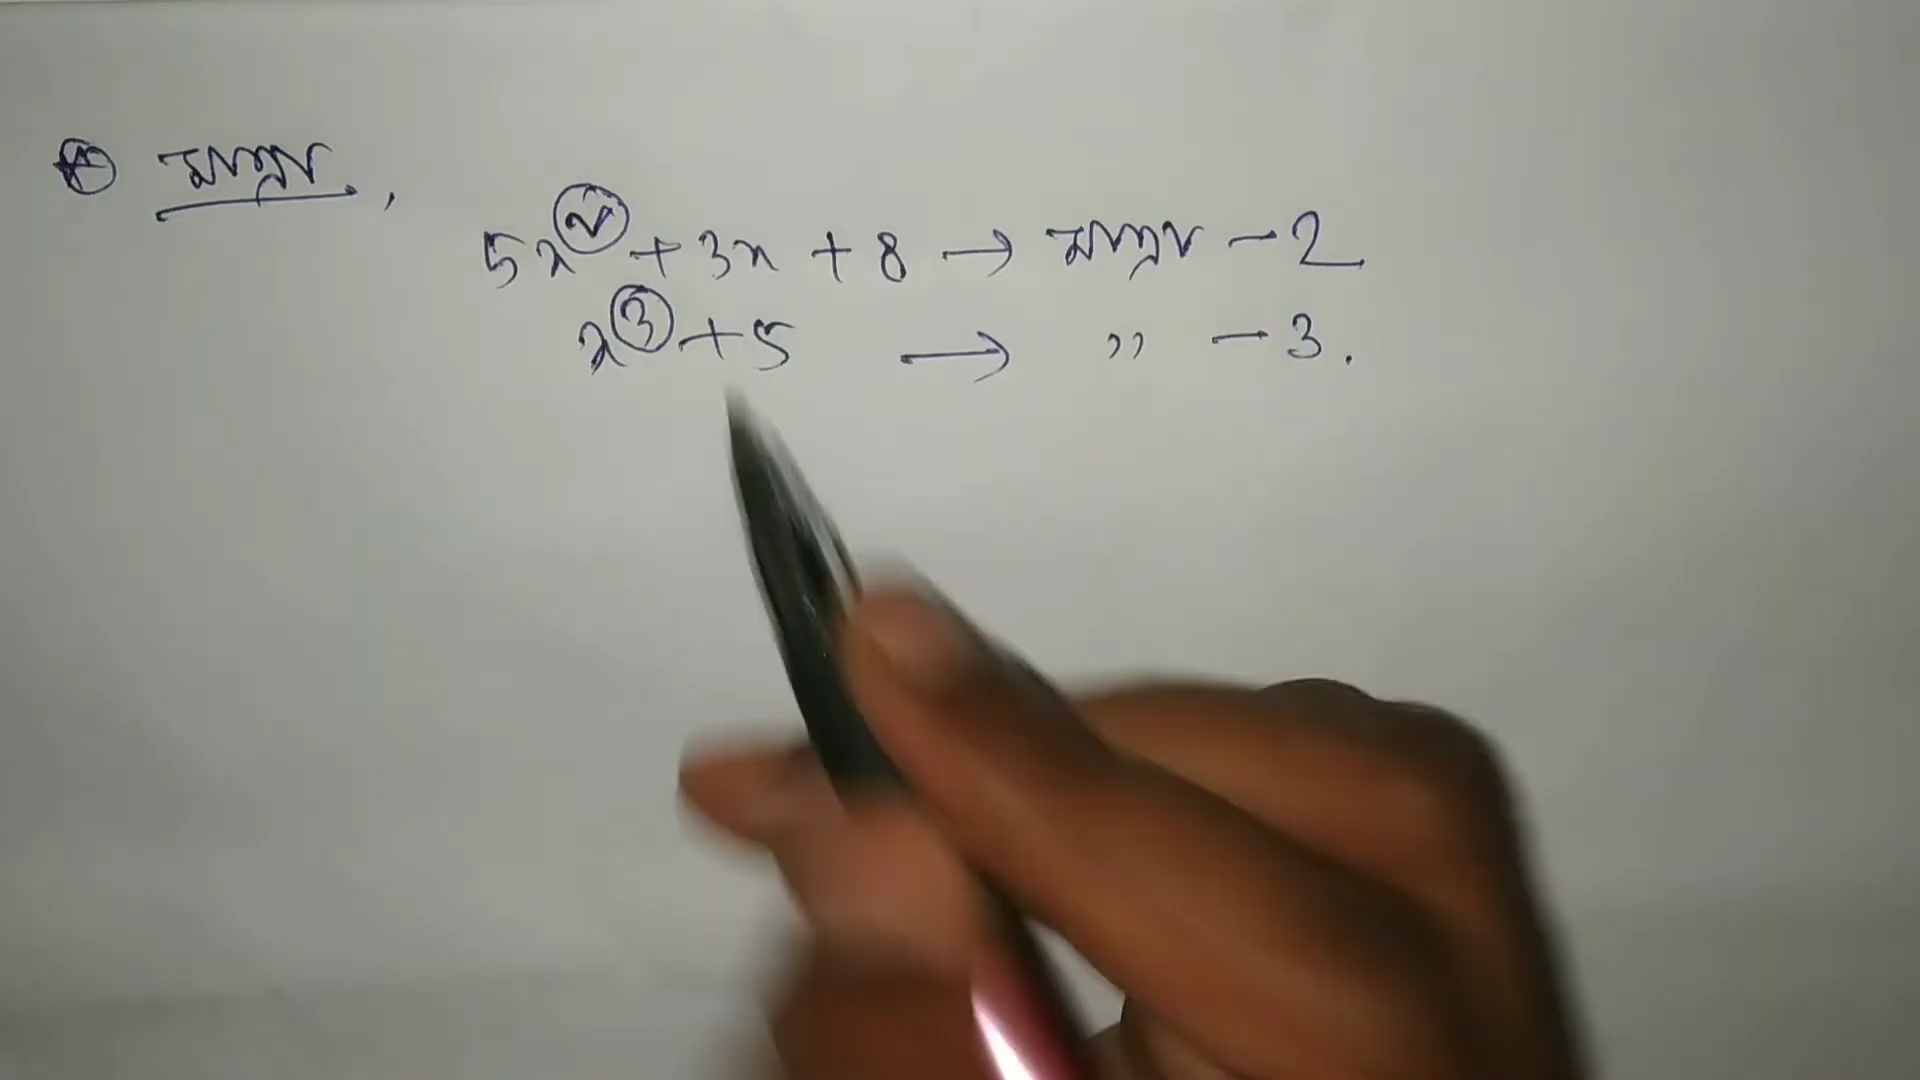 মাত্রা,
5x² + 3x + 8 → মাত্রা - 2
x³ + 5 → ,, - 3.